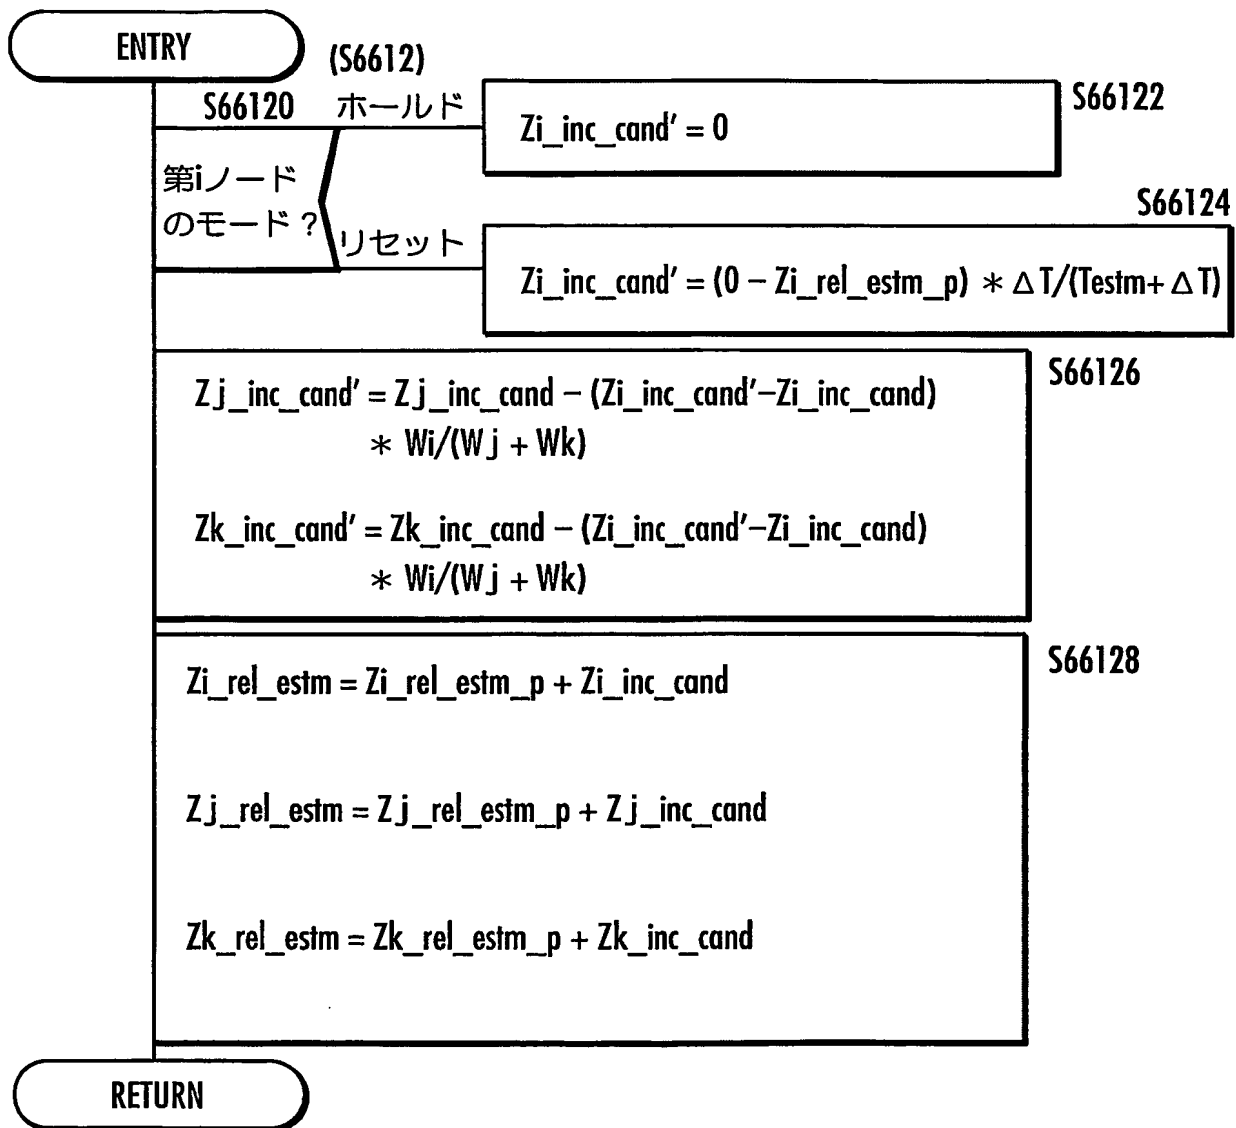 ENTRY
(S6612)
S66120
ホールド
Zi_inc_cand′ = 0
S66122
第iノード
のモード？
リセット
S66124
Zi_inc_cand′ = (0 − Zi_rel_estm_p) ＊ ΔT/(Testm+ ΔT)
S66126
Zj_inc_cand′ = Zj_inc_cand − (Zi_inc_cand′−Zi_inc_cand)
＊ Wi/(Wj + Wk)
Zk_inc_cand′ = Zk_inc_cand − (Zi_inc_cand′−Zi_inc_cand)
＊ Wi/(Wj + Wk)
S66128
Zi_rel_estm = Zi_rel_estm_p + Zi_inc_cand
Zj_rel_estm = Zj_rel_estm_p + Zj_inc_cand
Zk_rel_estm = Zk_rel_estm_p + Zk_inc_cand
RETURN